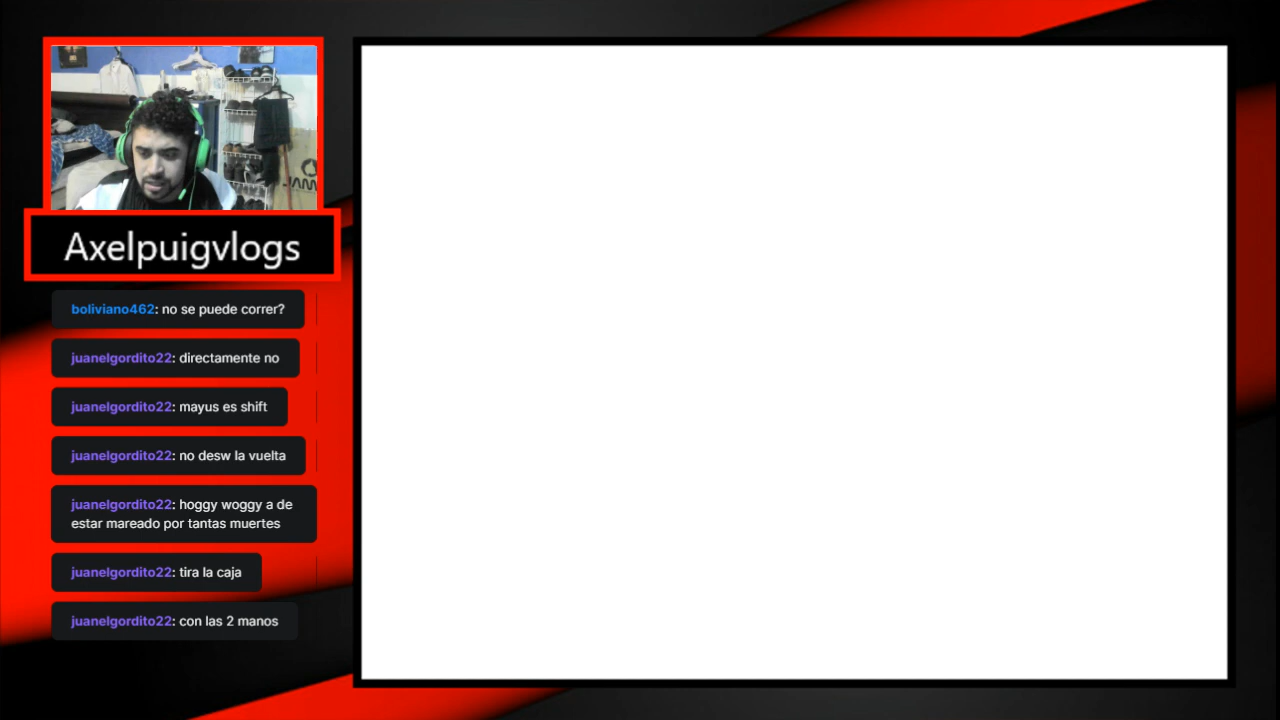 Axelpuigvlogs
boliviano462: no se puede correr?
juanelgordito22: directamente no
juanelgordito22: mayus es shift
juanelgordito22: no desw la vuelta
juanelgordito22: hoggy woggy a de
estar mareado por tantas muertes
juanelgordito22: tira la caja
juanelgordito22: con las 2 manos